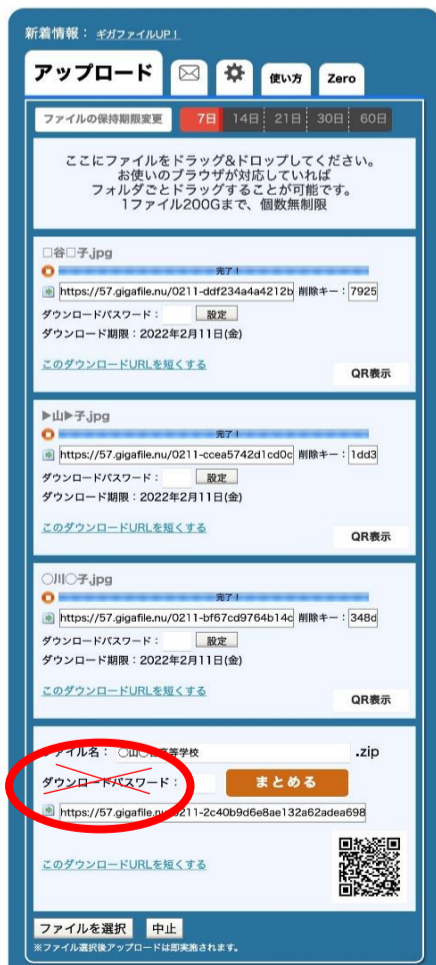 新着情報： ギガファイルUP！
アップロード 使い方 Zero
ファイルの保持期限変更 7日 14日 21日 30日 60日
ここにファイルをドラッグ&ドロップしてください。
お使いのブラウザが対応していれば
フォルダごとドラッグすることが可能です。
1ファイル200Gまで、個数無制限
□谷□子.jpg
完了！
https://57.gigafile.nu/0211-ddf234a4a4212b 削除キー：7925
ダウンロードパスワード： 設定
ダウンロード期限：2022年2月11日(金)
このダウンロードURLを短くする
QR表示
▶山▶子.jpg
完了！
https://57.gigafile.nu/0211-ccea5742d1cd0c 削除キー：1dd3
ダウンロードパスワード： 設定
ダウンロード期限：2022年2月11日(金)
このダウンロードURLを短くする
QR表示
○川○子.jpg
完了！
https://57.gigafile.nu/0211-bf67cd9764b14c 削除キー：348d
ダウンロードパスワード： 設定
ダウンロード期限：2022年2月11日(金)
このダウンロードURLを短くする
QR表示
ファイル名： ○山○ 高等学校 .zip
ダウンロードパスワード： まとめる
https://57.gigafile.nu/0211-2c40b9d6e8ae132a62adea698
このダウンロードURLを短くする
ファイルを選択 中止
※ファイル選択後アップロードは即実施されます。